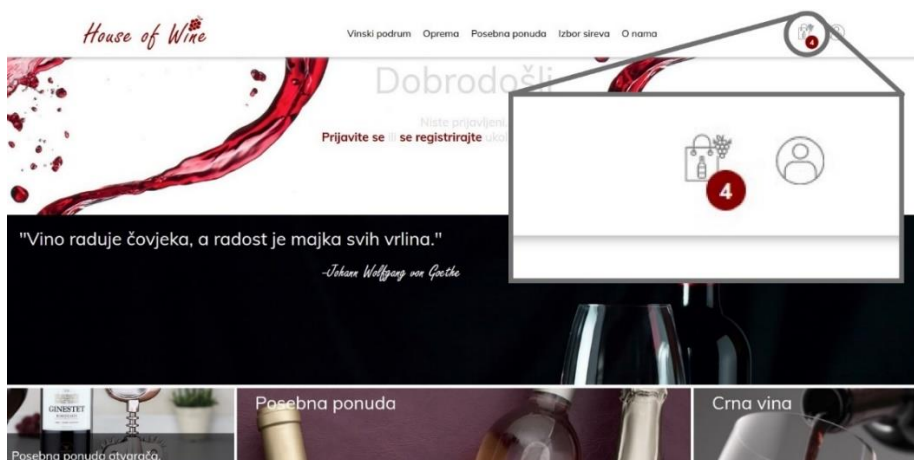 House of Wine
Vinski podrum Oprema Posebna ponuda Izbor sireva O nama
4
Dobrodošli
Niste prijavljeni.
Prijavite se ili se registrirajte
4
"Vino raduje čovjeka, a radost je majka svih vrlina."
-Johann Wolfgang von Goethe
GINESTET
Posebna ponuda otvarača,
Posebna ponuda
Crna vina